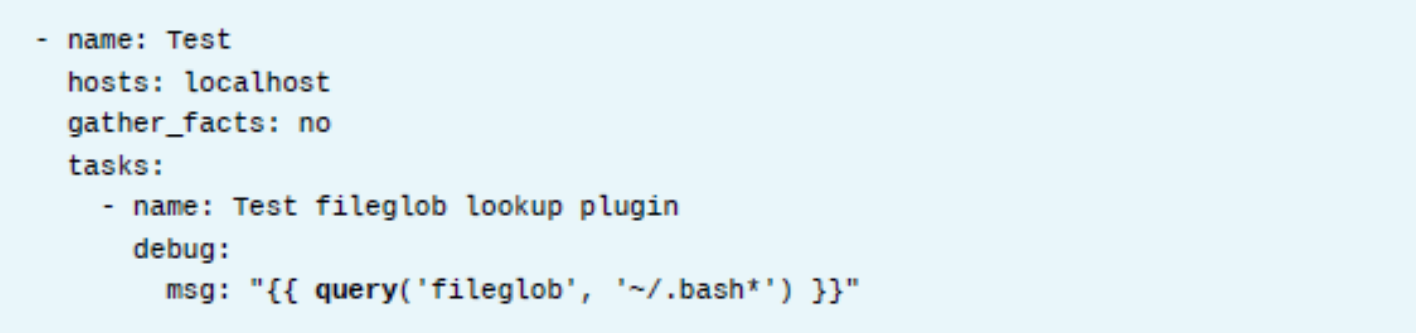 - name: Test
  hosts: localhost
  gather_facts: no
  tasks:
    - name: Test fileglob lookup plugin
      debug:
        msg: "{{ query('fileglob', '~/.bash*') }}"